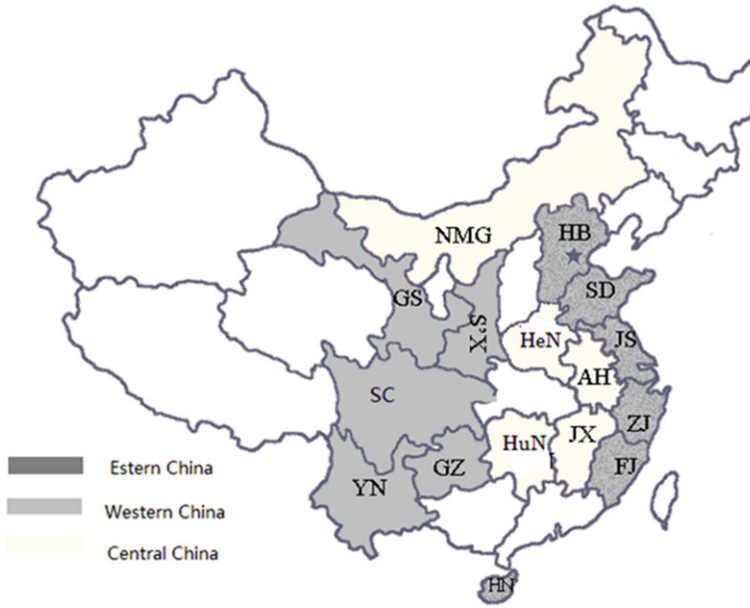 NMG
HB
GS
SD
X.S
HeN
JS
AH
SC
ZJ
HuN
JX
GZ
FJ
YN
HN
Estern China
Western China
Central China